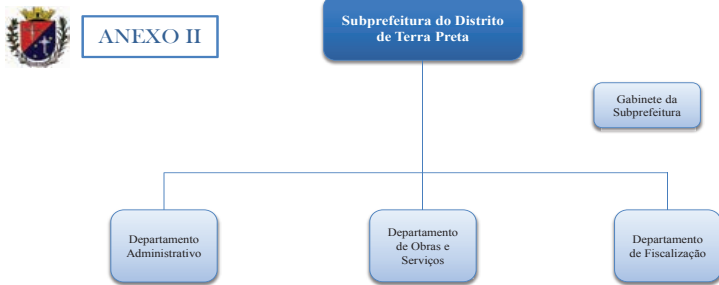 ANEXO II
Subprefeitura do Distrito
de Terra Preta
Gabinete da
Subprefeitura
Departamento
Administrativo
Departamento
de Obras e
Serviços
Departamento
de Fiscalização